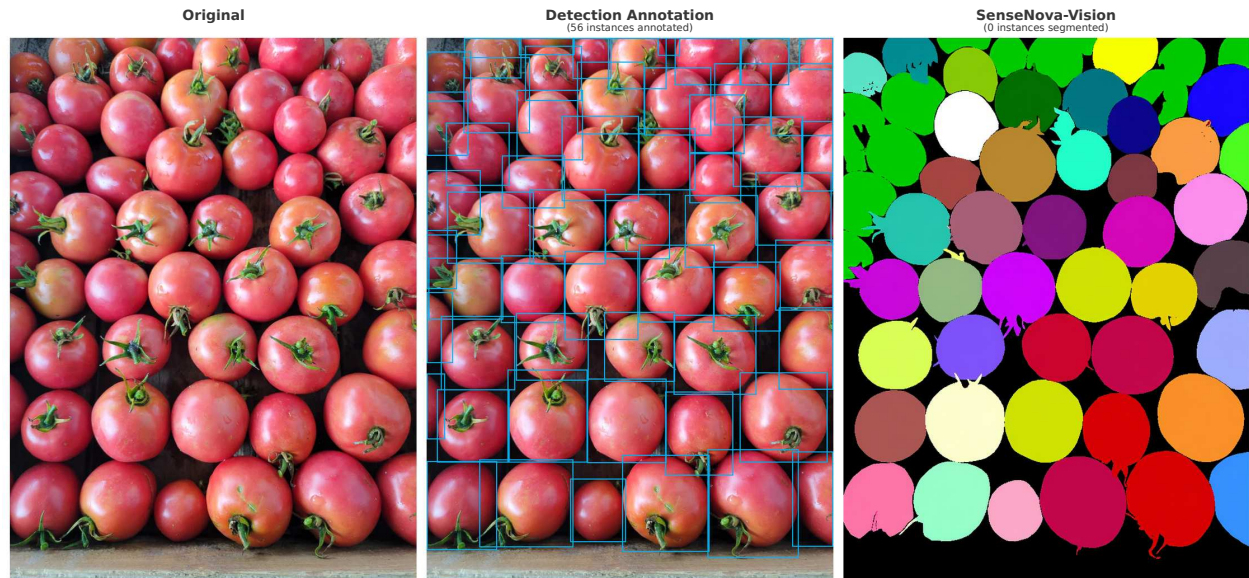 Original
Detection Annotation
(56 instances annotated)
SenseNova-Vision
(0 instances segmented)